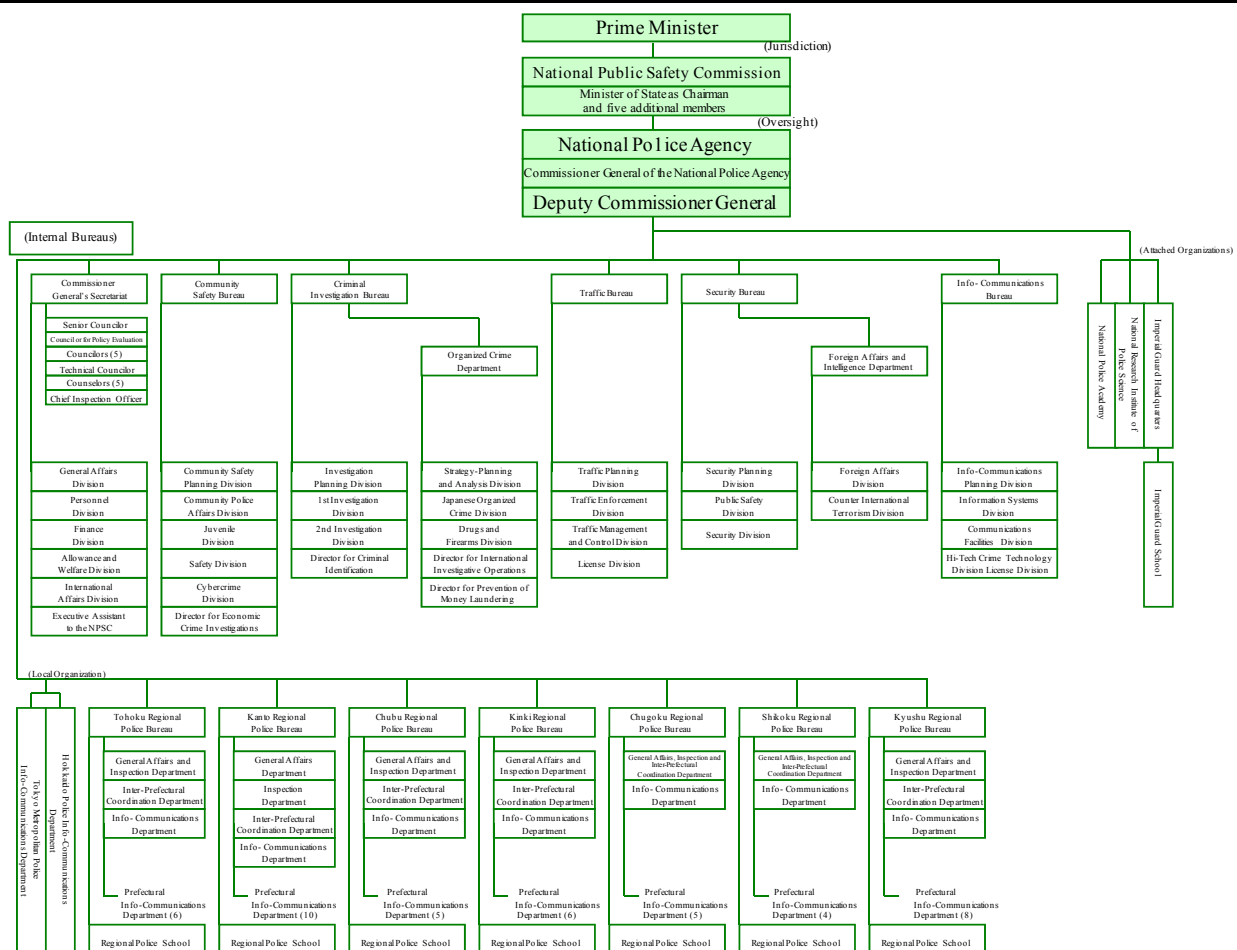 Prime Minister
(Jurisdiction)
National Public Safety Commission
Minister of Stateas Chairman
and five additional members
(Oversight)
National Po1ice Agency
Commissioner General of the National Police Agency
Deputy Commissioner General
(Internal Bureaus)
(Attached Organizations)
Commissioner
General's Secretariat
Community
Safety Bureau
Criminal
Investigation Bureau
Traffic Bureau
Security Bureau
Info- Communications
Bureau
Senior Councilor
Councilor for Policy Evaluation
Councilors (5)
Technical Councilor
Counselors (5)
Chief Inspection Officer
Organized Crime
Department
Foreign Affairs and
Intelligence Department
National Police Academy
National Research Institute of
Police Science
Imperial Guard Headquarters
Imperial Guard School
General Affairs
Division
Personnel
Division
Finance
Division
Allowance and
Welfare Division
International
Affairs Division
Executive Assistant
to the NPSC
Community Safety
Planning Division
Community Police
Affairs Division
Juvenile
Division
Safety Division
Cybercrime
Division
Director for Economic
Crime Investigations
Investigation
Planning Division
1st Investigation
Division
2nd Investigation
Division
Director for Criminal
Identification
Strategy-Planning
and Analysis Division
Japanese Organized
Crime Division
Drugs and
Firearms Division
Director for International
Investigative Operations
Director for Prevention of
Money Laundering
Traffic Planning
Division
Traffic Enforcement
Division
Traffic Management
and Control Division
License Division
Security Planning
Division
Public Safety
Division
Security Division
Foreign Affairs
Division
Counter International
Terrorism Division
Info-Communications
Planning Division
Information Systems
Division
Communications
Facilities Division
Hi-Tech Crime Technology
Division License Division
(Local Organization)
Tokyo Metropolitan Police
Info-Communications Department
Hokkaido Police Info-Communications
Department
Tohoku Regional
Police Bureau
General Affairs and
Inspection Department
Inter-Prefectural
Coordination Department
Info- Communications
Department
Prefectural
Info-Communications
Department (6)
Regional Police School
Kanto Regional
Police Bureau
General Affairs
Department
Inspection
Department
Inter-Prefectural
Coordination Department
Info- Communications
Department
Prefectural
Info-Communications
Department (10)
Regional Police School
Chubu Regional
Police Bureau
General Affairs and
Inspection Department
Inter-Prefectural
Coordination Department
Info- Communications
Department
Prefectural
Info-Communications
Department (5)
Regional Police School
Kinki Regional
Police Bureau
General Affairs and
Inspection Department
Inter-Prefectural
Coordination Department
Info- Communications
Department
Prefectural
Info-Communications
Department (6)
Regional Police School
Chugoku Regional
Police Bureau
General Affairs, Inspection and
Inter-Prefectural
Coordination Department
Info- Communications
Department
Prefectural
Info-Communications
Department (5)
Regional Police School
Shikoku Regional
Police Bureau
General Affairs, Inspection and
Inter-Prefectural
Coordination Department
Info- Communications
Department
Prefectural
Info-Communications
Department (4)
Regional Police School
Kyushu Regional
Police Bureau
General Affairs and
Inspection Department
Inter-Prefectural
Coordination Department
Info- Communications
Department
Prefectural
Info-Communications
Department (8)
Regional Police School